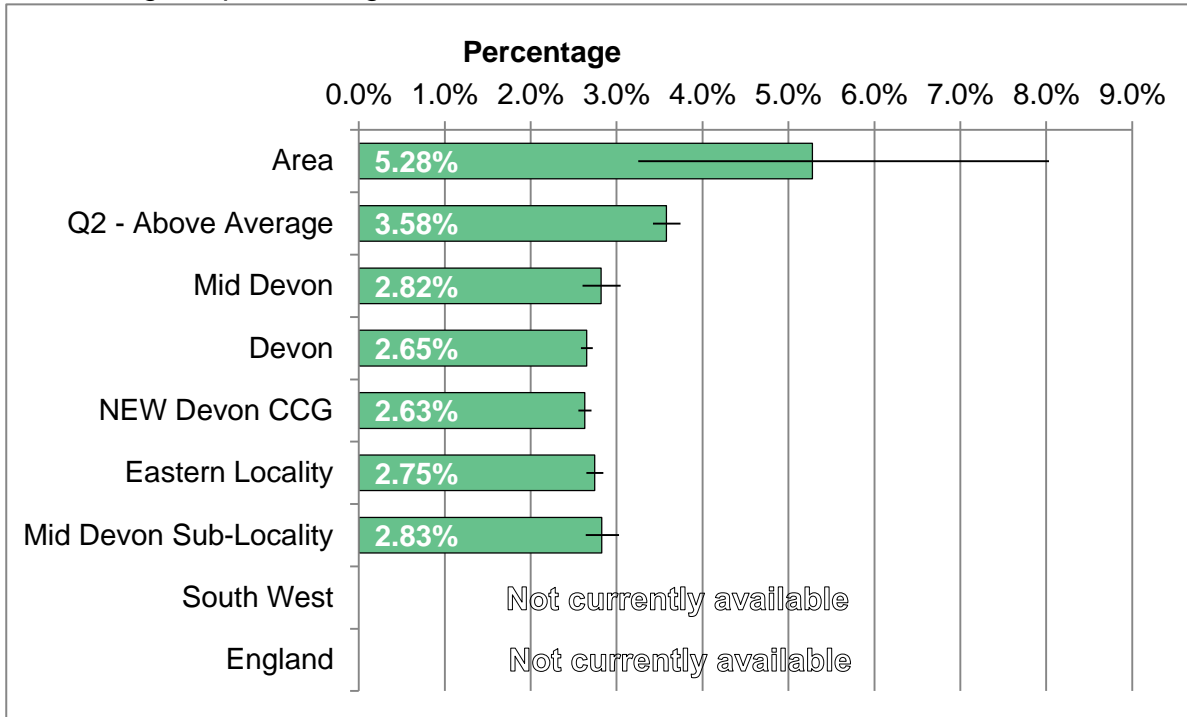 Percentage
0.0% 1.0% 2.0% 3.0% 4.0% 5.0% 6.0% 7.0% 8.0% 9.0%
Area 5.28%
Q2 - Above Average 3.58%
Mid Devon 2.82%
Devon 2.65%
NEW Devon CCG 2.63%
Eastern Locality 2.75%
Mid Devon Sub-Locality 2.83%
South West Not currently available
England Not currently available